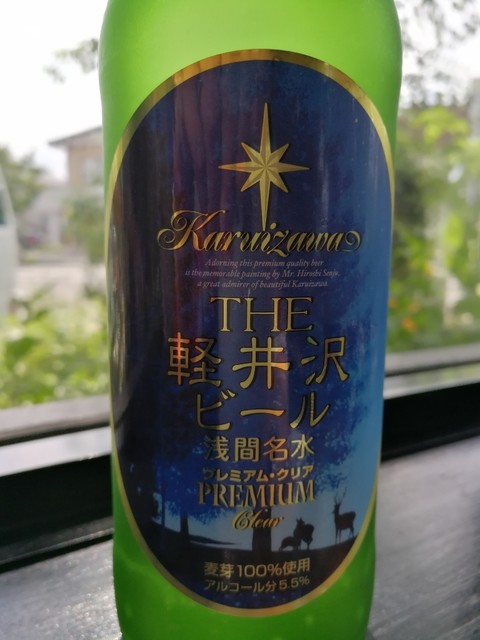 Karuizawa
Adorning this premium quality beer
is the memorable painting by Mr. Hiroshi Senju,
a great admirer of beautiful Karuizawa.
THE
軽井沢
ビール
浅間名水
プレミアム・クリア
PREMIUM
Clear
麦芽100%使用
アルコール分5.5%